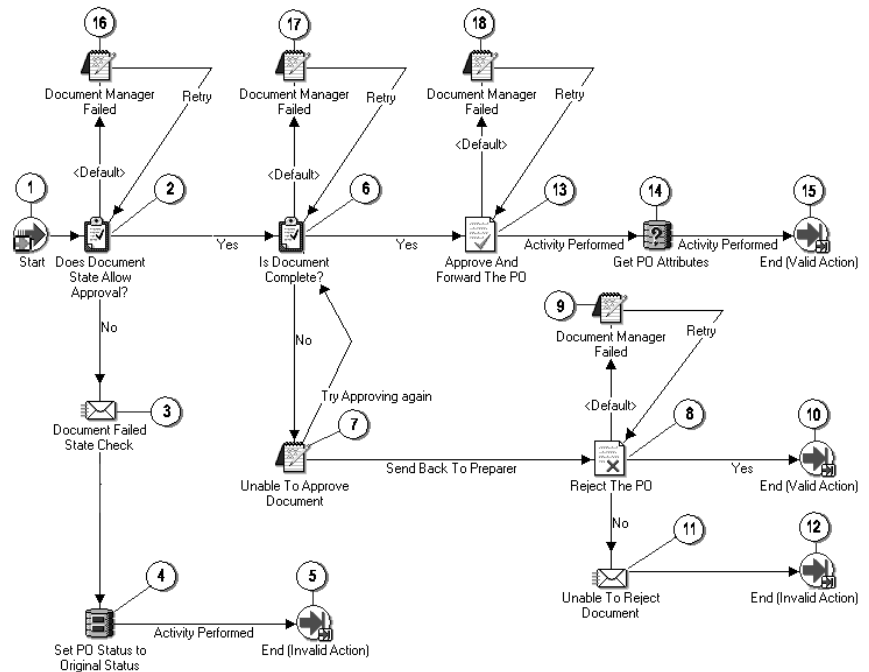 16
17
18
Document Manager
Failed
Retry
Document Manager
Failed
Retry
Document Manager
Failed
Retry
<Default>
<Default>
<Default>
1
2
6
13
14
15
Start
Does Document
State Allow
Approval?
Yes
Is Document
Complete?
Yes
Approve And
Forward The PO
Activity Performed
Get PO Attributes
Activity Performed
End (Valid Action)
9
Document Manager
Failed
Retry
No
No
Try Approving again
<Default>
3
Document Failed
State Check
7
Unable To Approve
Document
Send Back To Preparer
8
Reject The PO
Yes
10
End (Valid Action)
No
11
Unable To Reject
Document
12
End (Invalid Action)
4
Set PO Status to
Original Status
Activity Performed
5
End (Invalid Action)